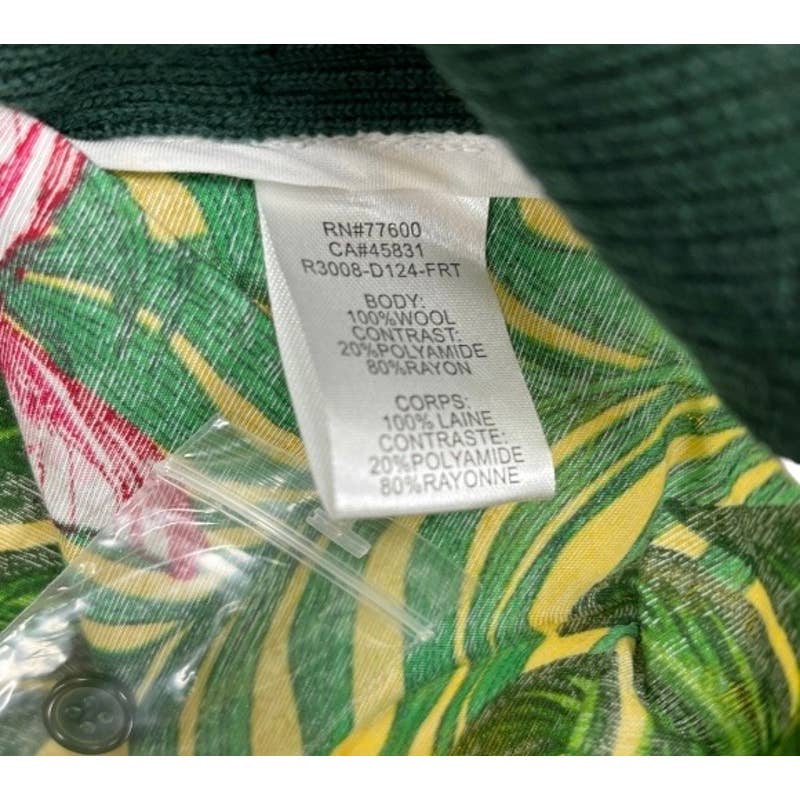 RN#77600
CA#45831
R3008-D124-FRT
BODY:
100%WOOL
CONTRAST:
20%POLYAMIDE
80%RAYON
CORPS:
100% LAINE
CONTRASTE:
20%POLYAMIDE
80%RAYONNE